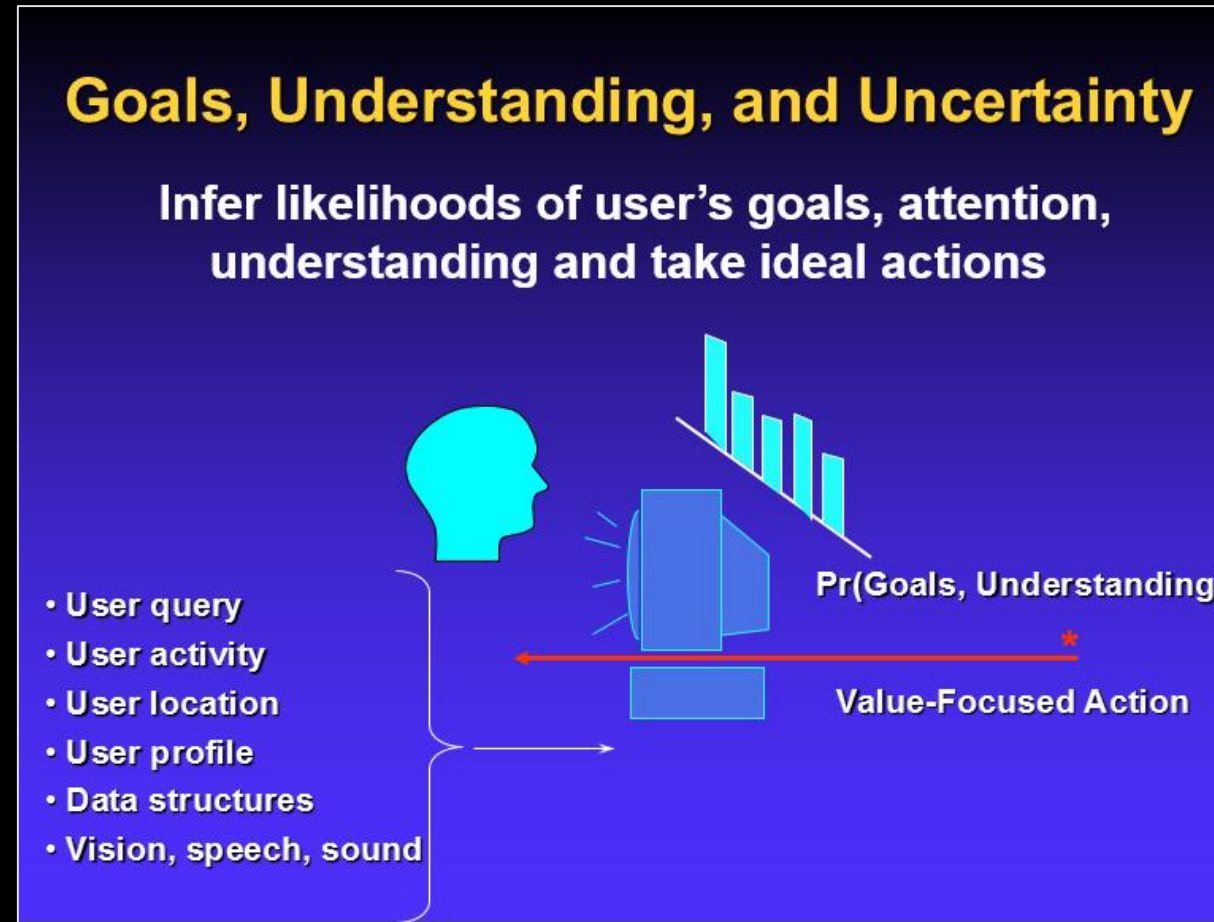 Goals, Understanding, and Uncertainty
Infer likelihoods of user's goals, attention,
understanding and take ideal actions
• User query
• User activity
• User location
• User profile
• Data structures
• Vision, speech, sound
Pr(Goals, Understanding
*
Value-Focused Action